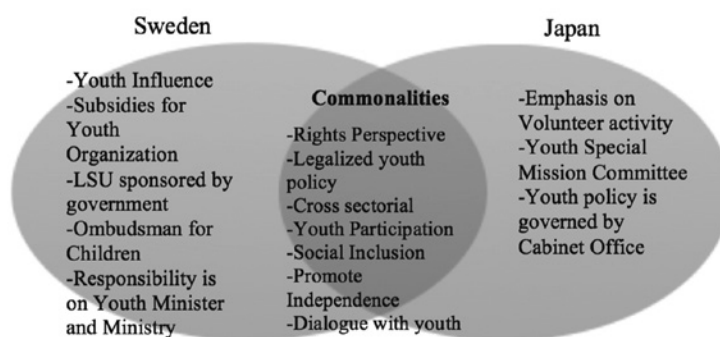 Sweden
Japan
-Youth Influence
-Subsidies for
Youth
Organization
-LSU sponsored by
government
-Ombudsman for
Children
-Responsibility is
on Youth Minister
and Ministry
Commonalities
-Rights Perspective
-Legalized youth
policy
-Cross sectorial
-Youth Participation
-Social Inclusion
-Promote
Independence
-Dialogue with youth
-Emphasis on
Volunteer activity
-Youth Special
Mission Committee
-Youth policy is
governed by
Cabinet Office